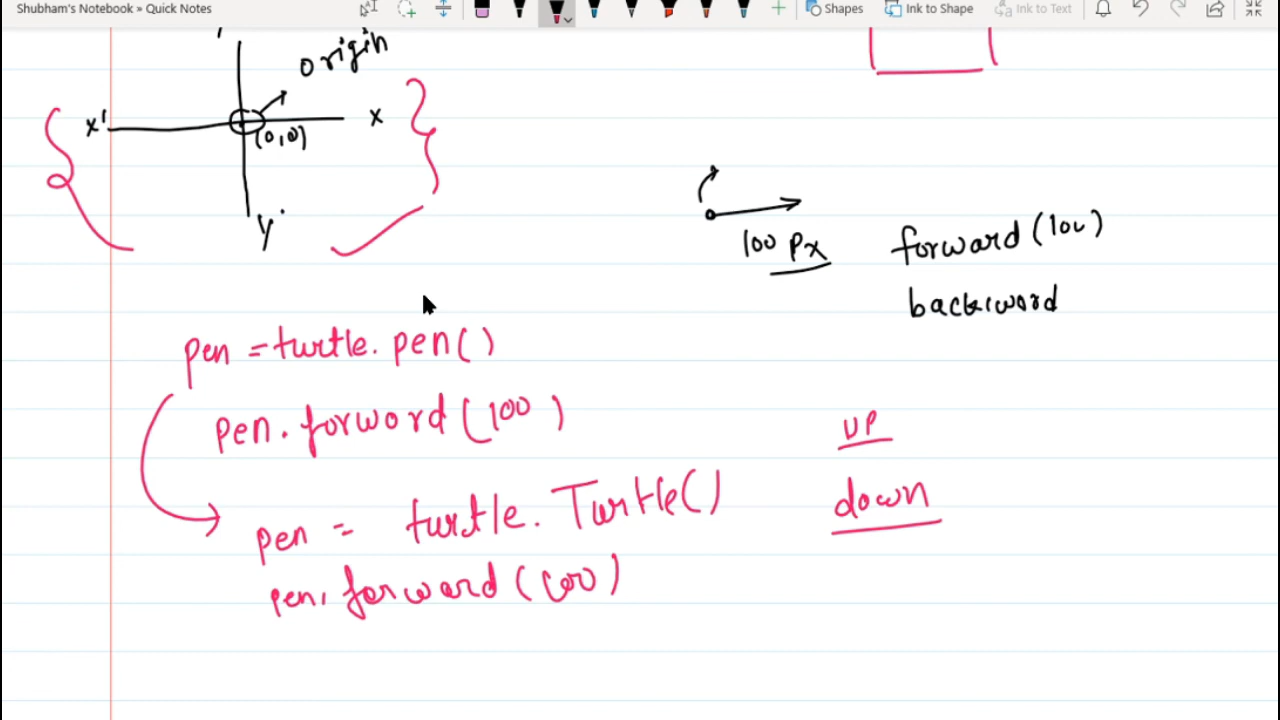 Shubham's Notebook » Quick Notes
Shapes
Ink to Shape
Ink to Text
origin
x'
x
(0,0)
y'
100 px
forward(100)
backward
pen = turtle.pen()
pen.forword(100)
up
down
pen = turtle.Turtle()
pen.forward(100)